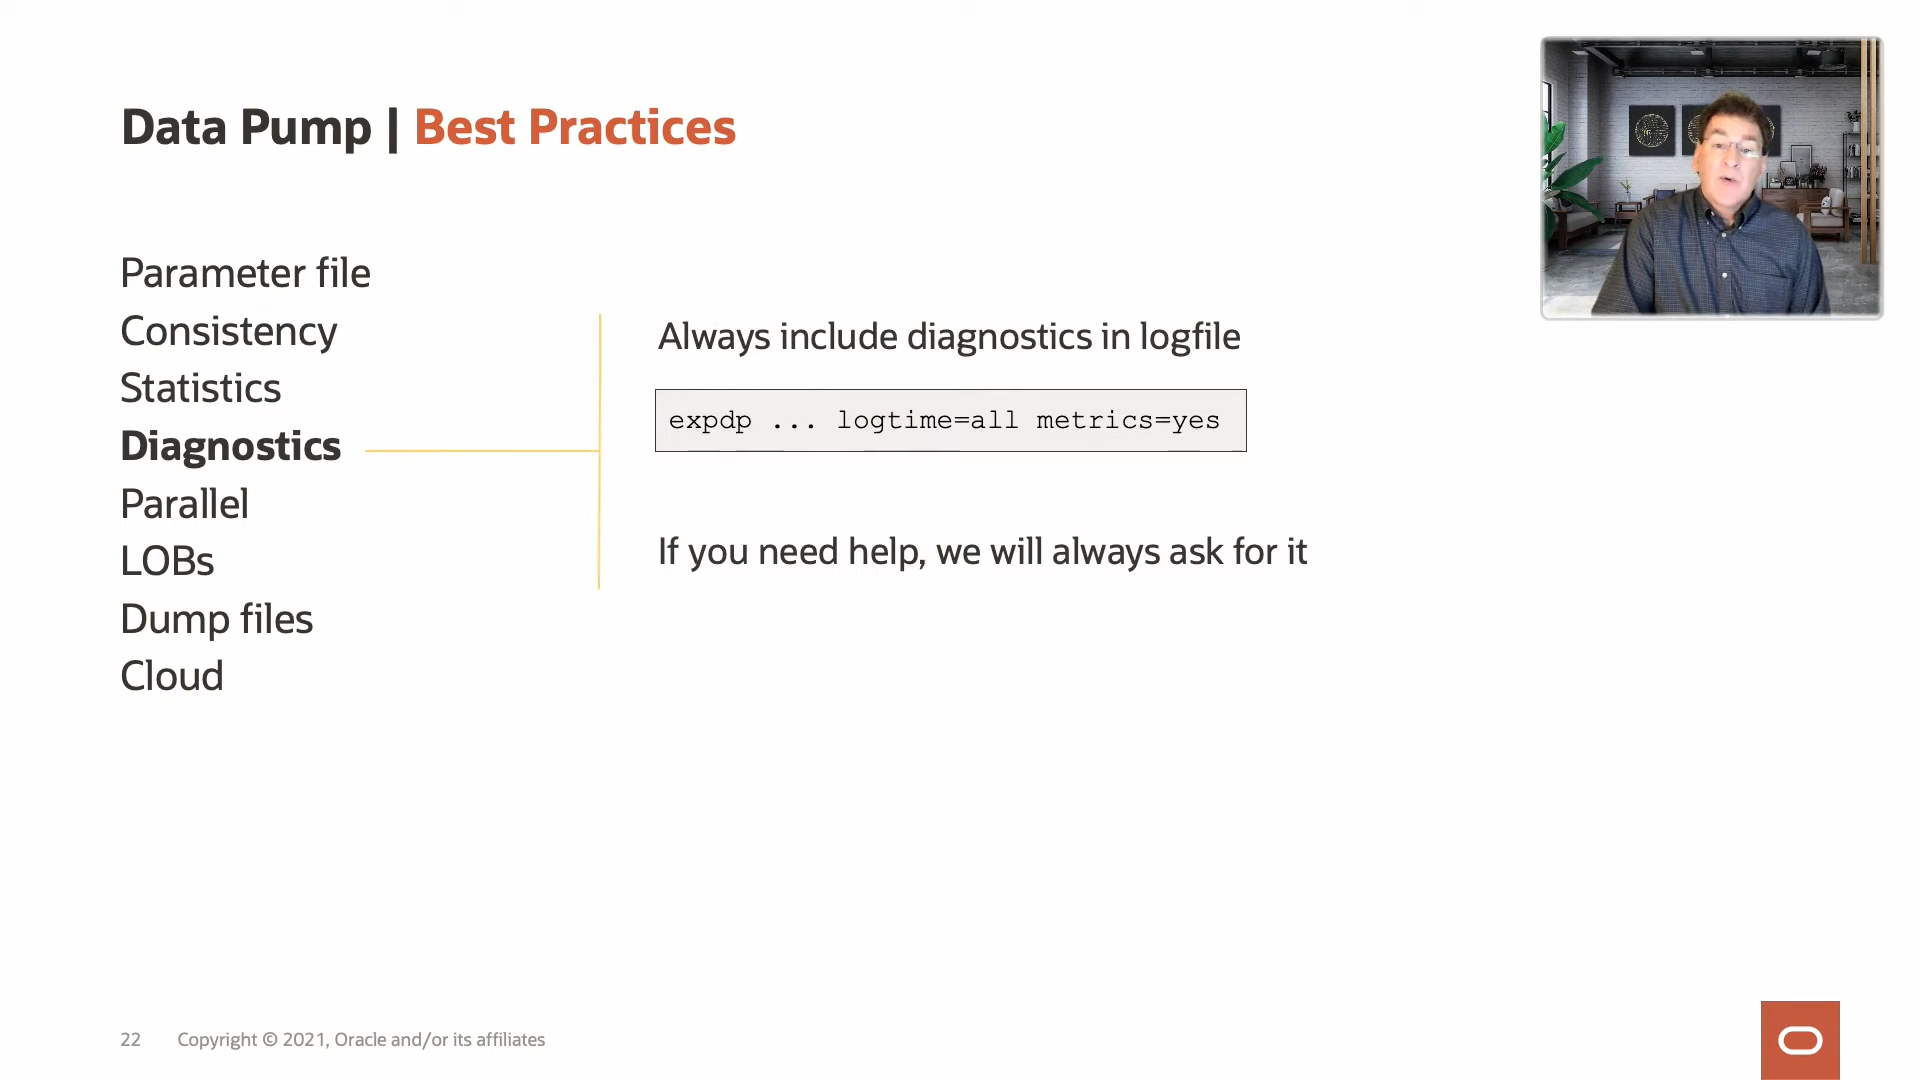 Data Pump | Best Practices
Parameter file
Consistency
Statistics
Diagnostics
Parallel
LOBs
Dump files
Cloud
Always include diagnostics in logfile
expdp ... logtime=all metrics=yes
If you need help, we will always ask for it
22 Copyright © 2021, Oracle and/or its affiliates